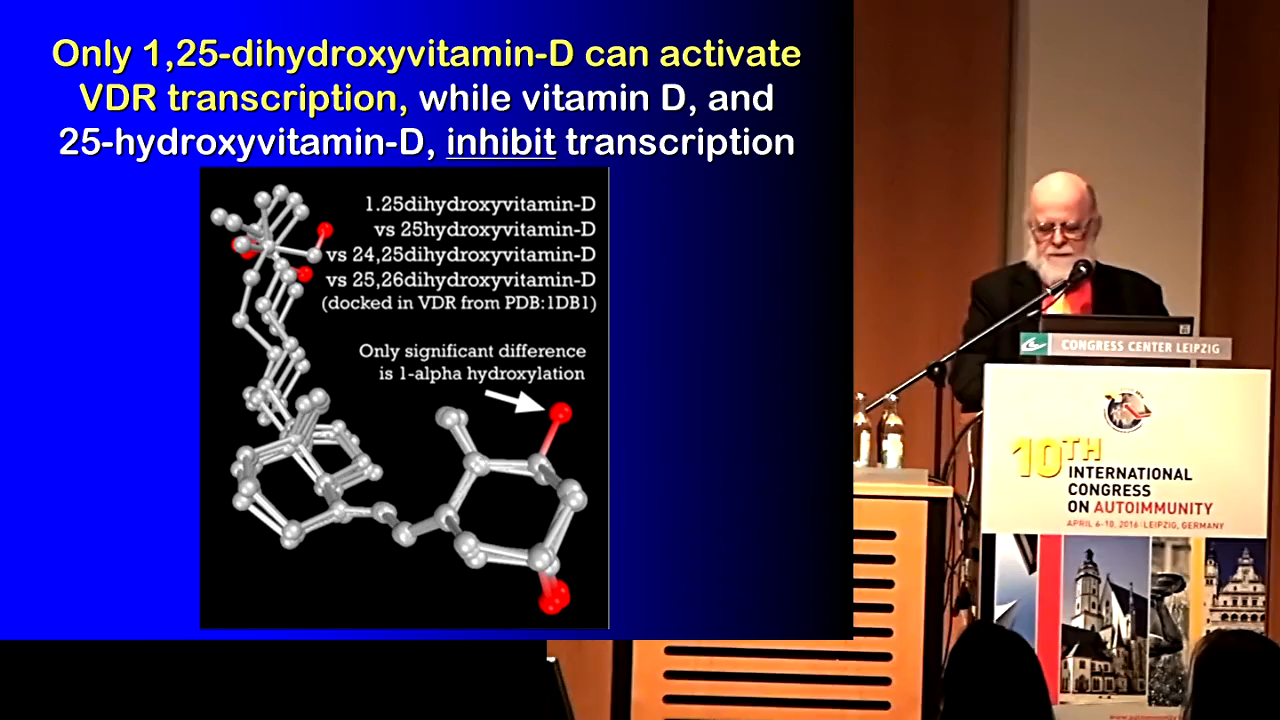 Only 1,25-dihydroxyvitamin-D can activate
VDR transcription, while vitamin D, and
25-hydroxyvitamin-D, inhibit transcription
1.25dihydroxyvitamin-D
vs 25hydroxyvitamin-D
vs 24,25dihydroxyvitamin-D
vs 25,26dihydroxyvitamin-D
(docked in VDR from PDB:1DB1)
Only significant difference
is 1-alpha hydroxylation
CONGRESS CENTER LEIPZIG
10TH
INTERNATIONAL
CONGRESS
ON AUTOIMMUNITY
APRIL 6-10, 2016 | LEIPZIG, GERMANY